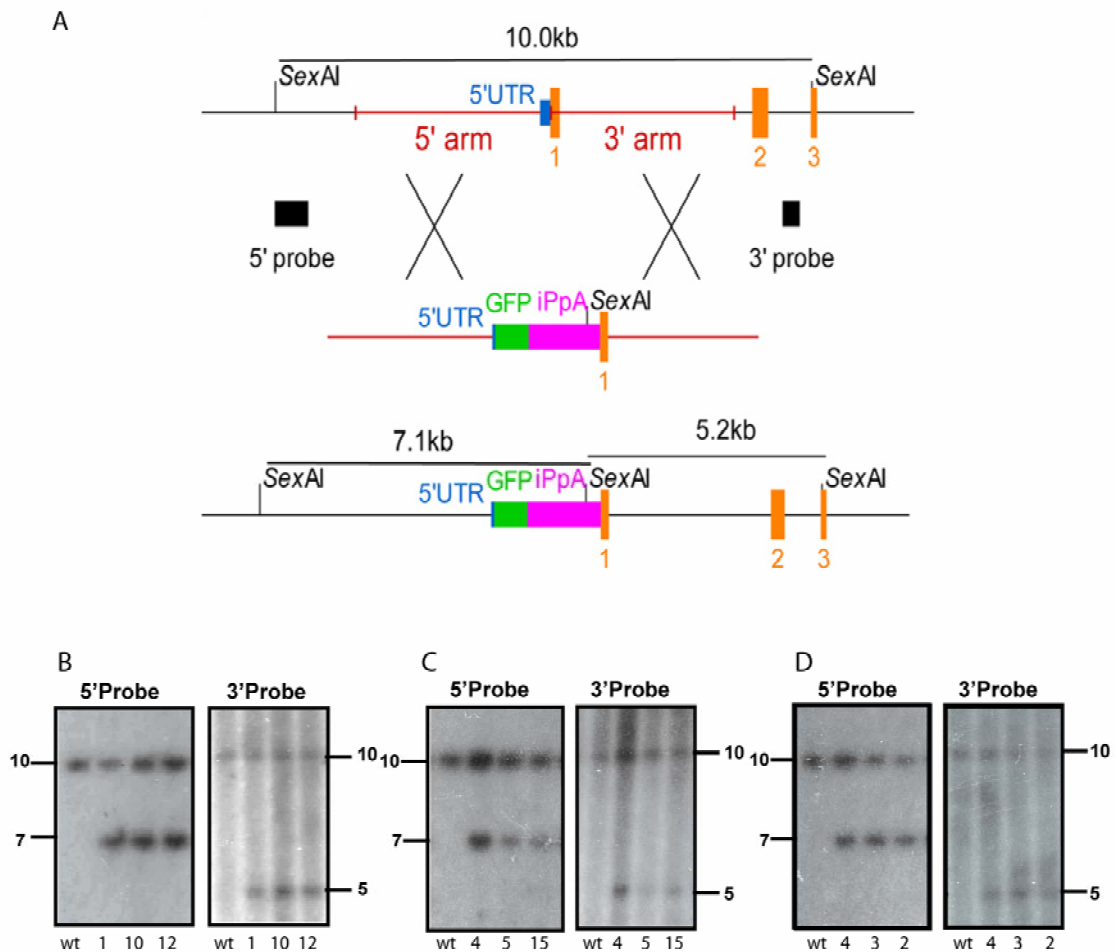 A
10.0kb
SexAI
SexAI
5'UTR
5' arm
3' arm
1
2
3
5' probe
3' probe
GFP
iPpA
SexAI
5'UTR
1
7.1kb
5.2kb
SexAI
GFP
iPpA
SexAI
SexAI
5'UTR
1
2
3
B
5'Probe
3'Probe
10
7
10
5
wt 1 10 12
wt 1 10 12
C
5'Probe
3'Probe
10
7
10
5
wt 4 5 15
wt 4 5 15
D
5'Probe
3'Probe
10
7
10
5
wt 4 3 2
wt 4 3 2